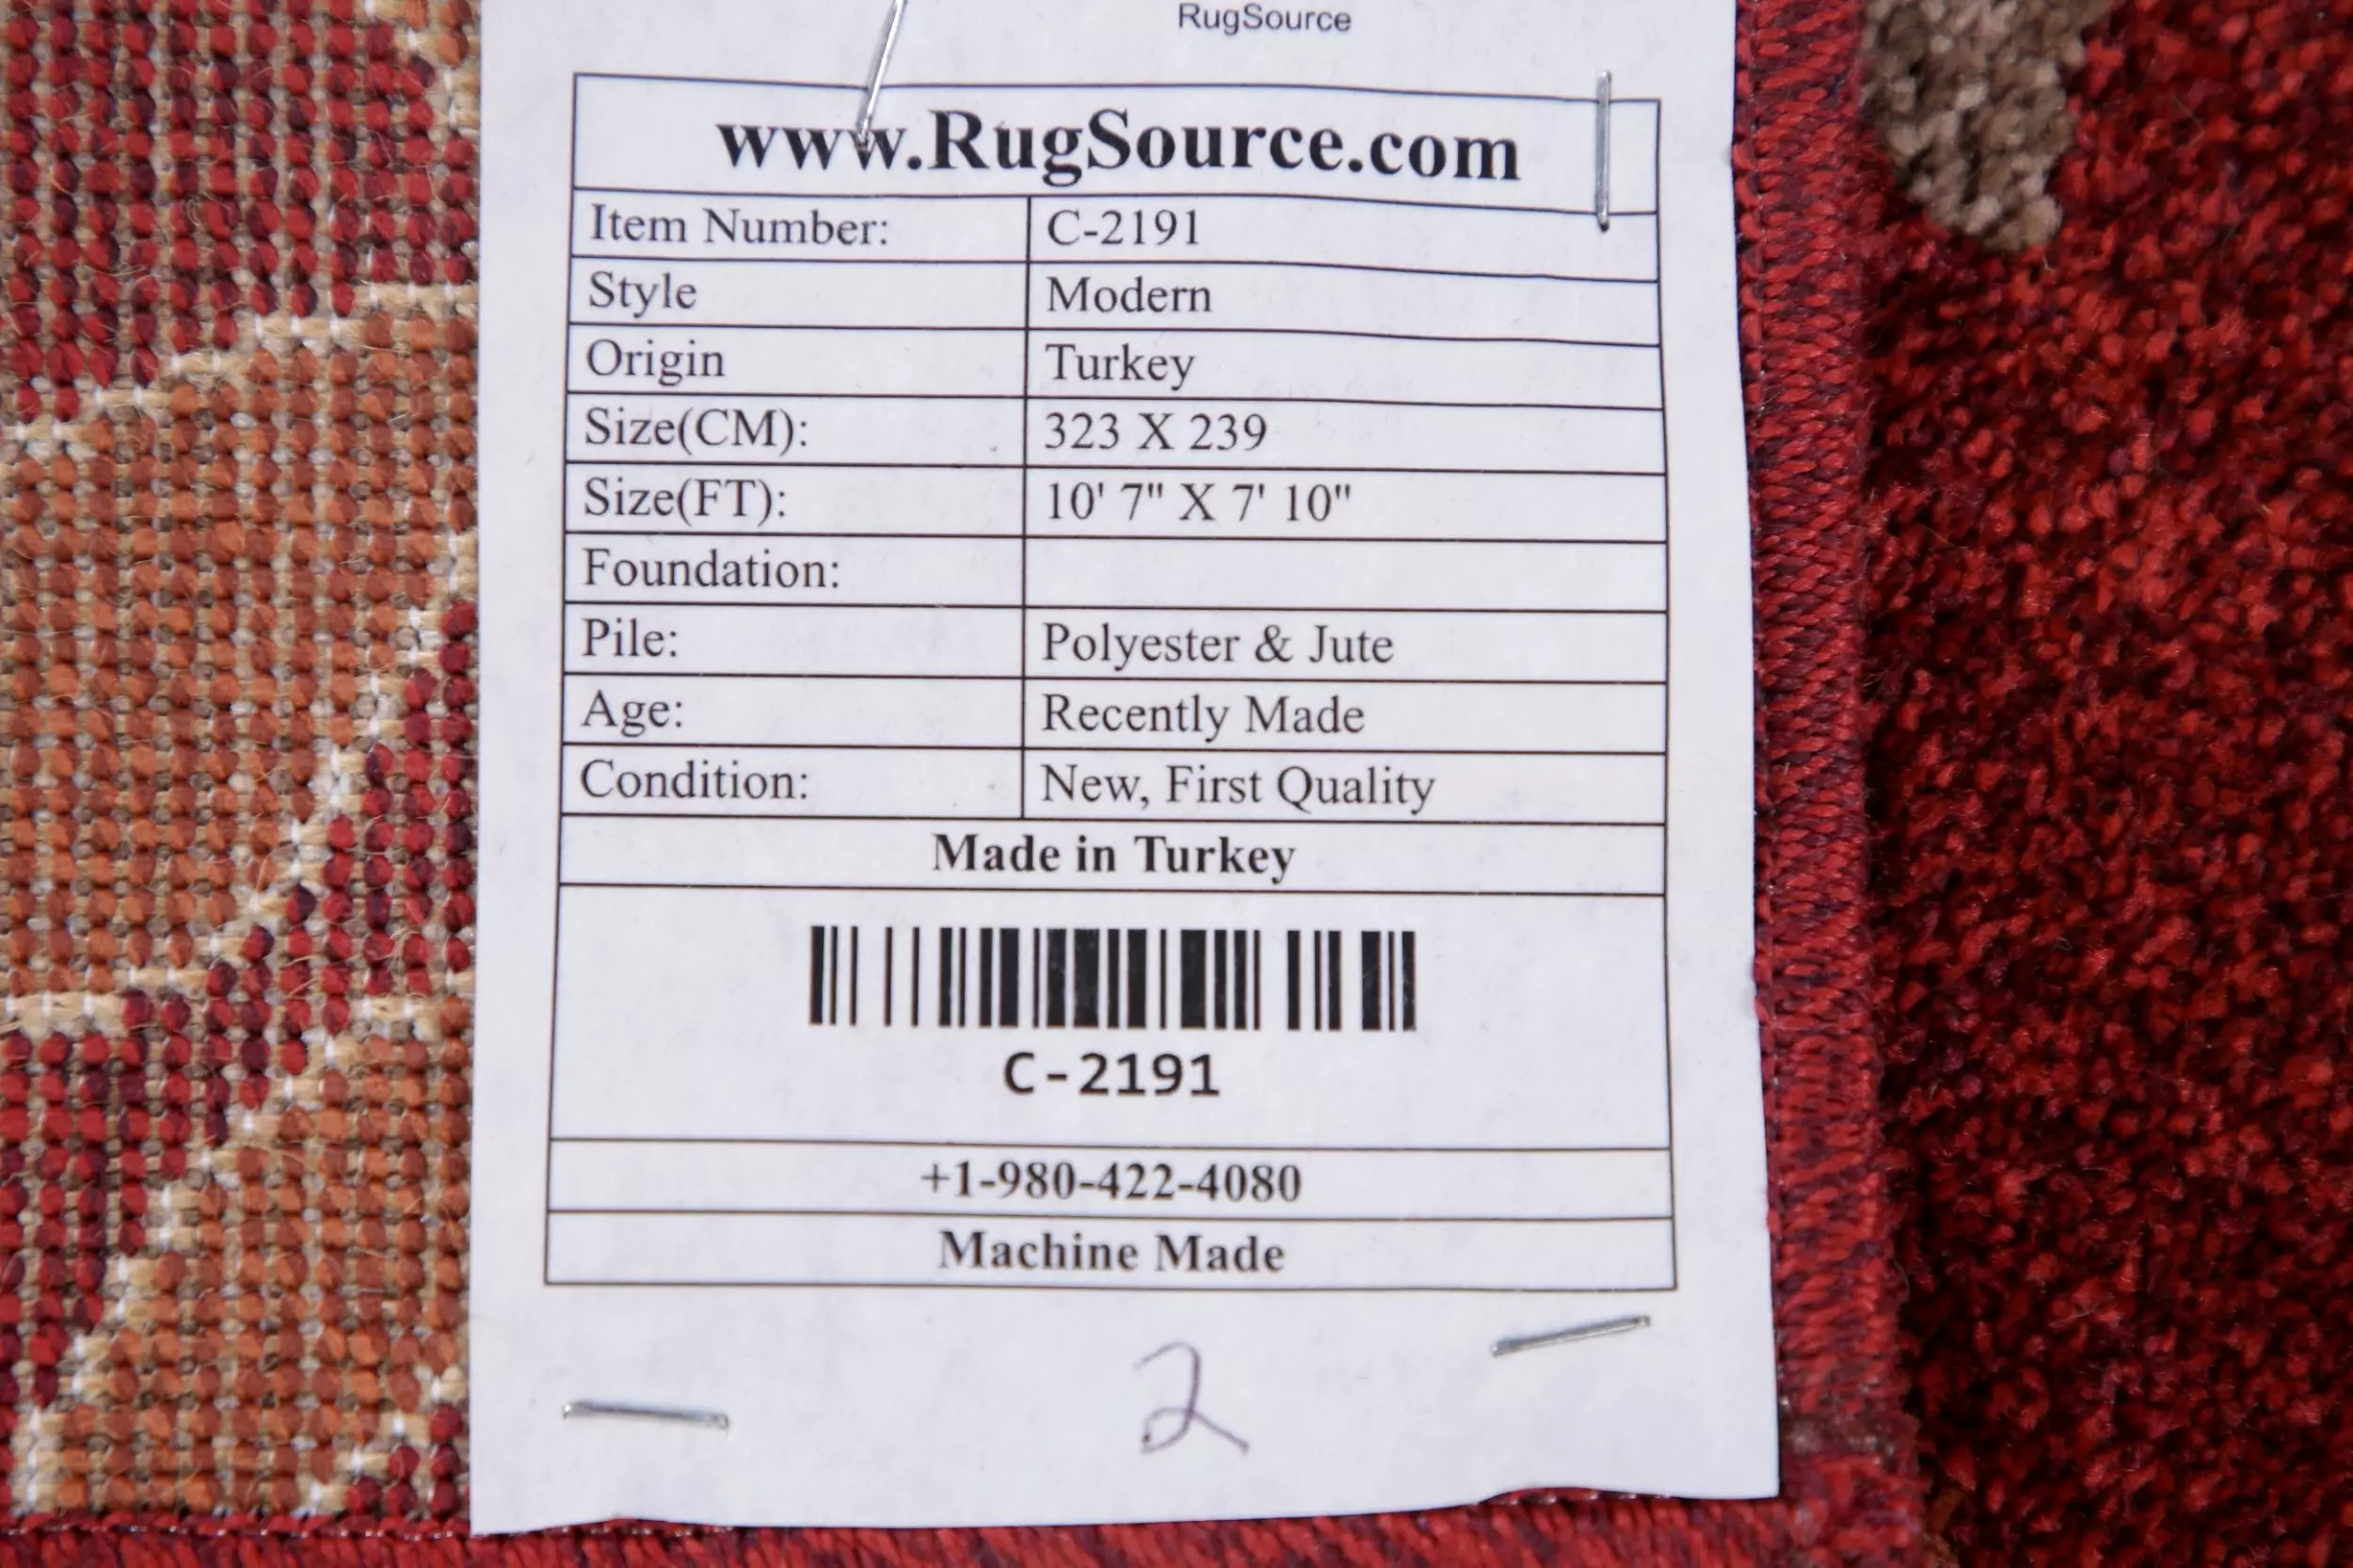 RugSource
www.RugSource.com
Item Number: C-2191
Style Modern
Origin Turkey
Size(CM): 323 X 239
Size(FT): 10' 7" X 7' 10"
Foundation:
Pile: Polyester & Jute
Age: Recently Made
Condition: New, First Quality
Made in Turkey
C-2191
+1-980-422-4080
Machine Made
2